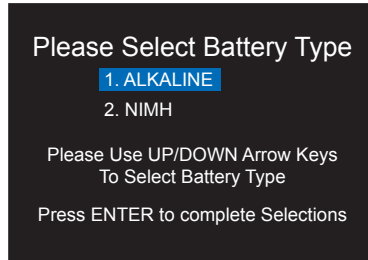 Please Select Battery Type
1. ALKALINE
2. NIMH
Please Use UP/DOWN Arrow Keys
To Select Battery Type
Press ENTER to complete Selections